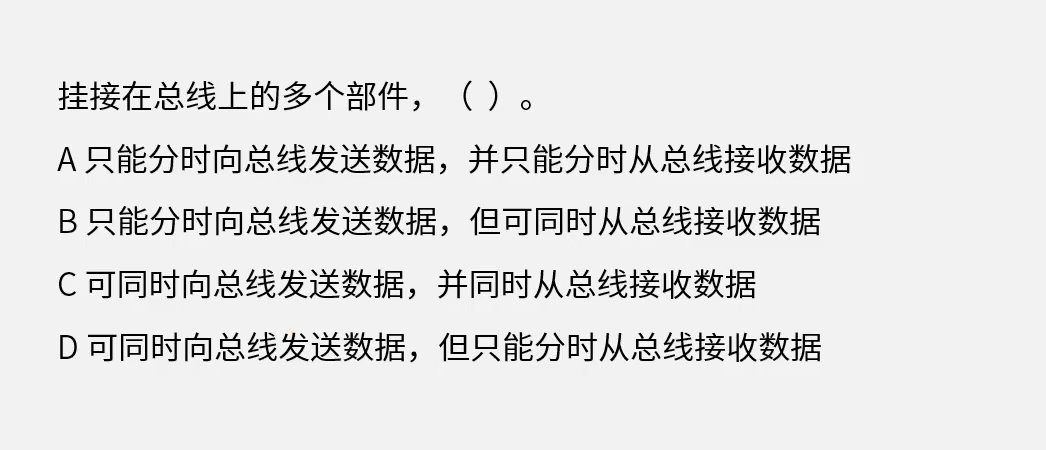 挂接在总线上的多个部件，（ ）。
A 只能分时向总线发送数据，并只能分时从总线接收数据
B 只能分时向总线发送数据，但可同时从总线接收数据
C 可同时向总线发送数据，并同时从总线接收数据
D 可同时向总线发送数据，但只能分时从总线接收数据